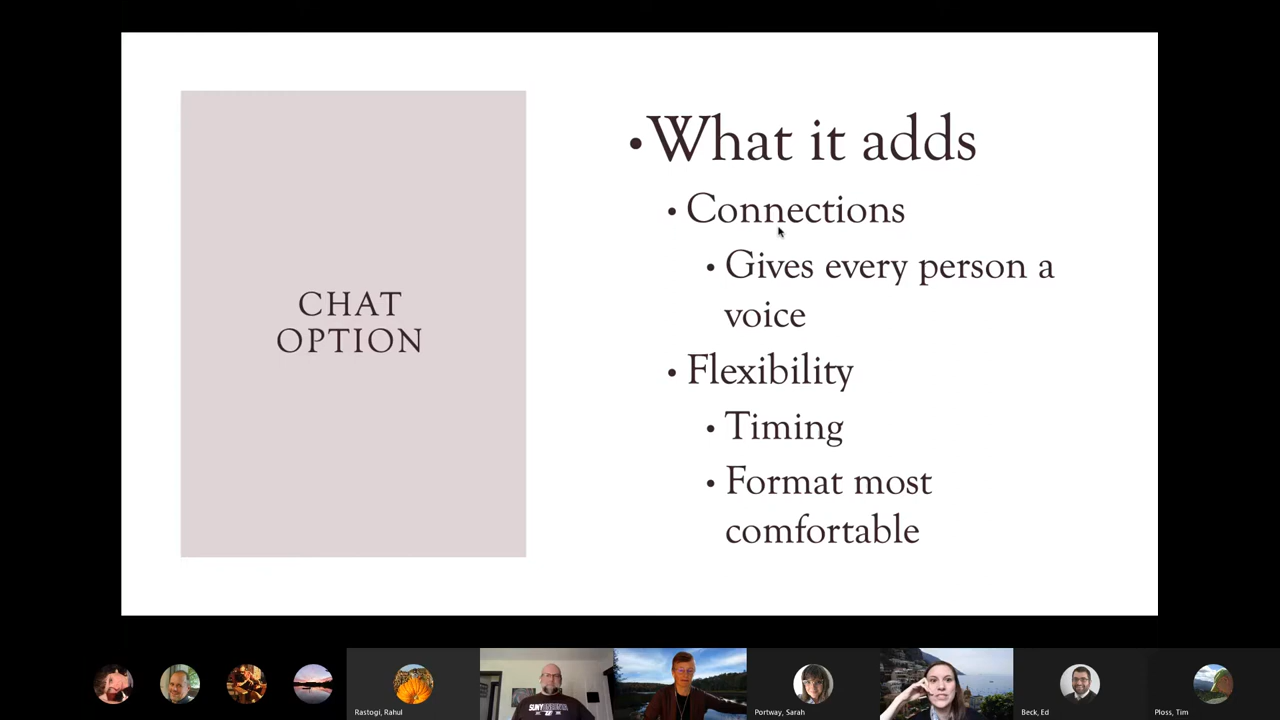 CHAT
OPTION
•What it adds
• Connections
• Gives every person a
voice
• Flexibility
• Timing
• Format most
comfortable
Rastogi, Rahul
SUNY
Portway, Sarah
Beck, Ed
Ploss, Tim